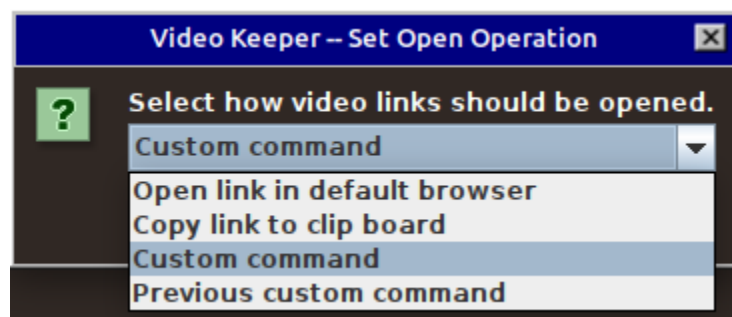 Video Keeper -- Set Open Operation
?
Select how video links should be opened.
Custom command
Open link in default browser
Copy link to clip board
Custom command
Previous custom command